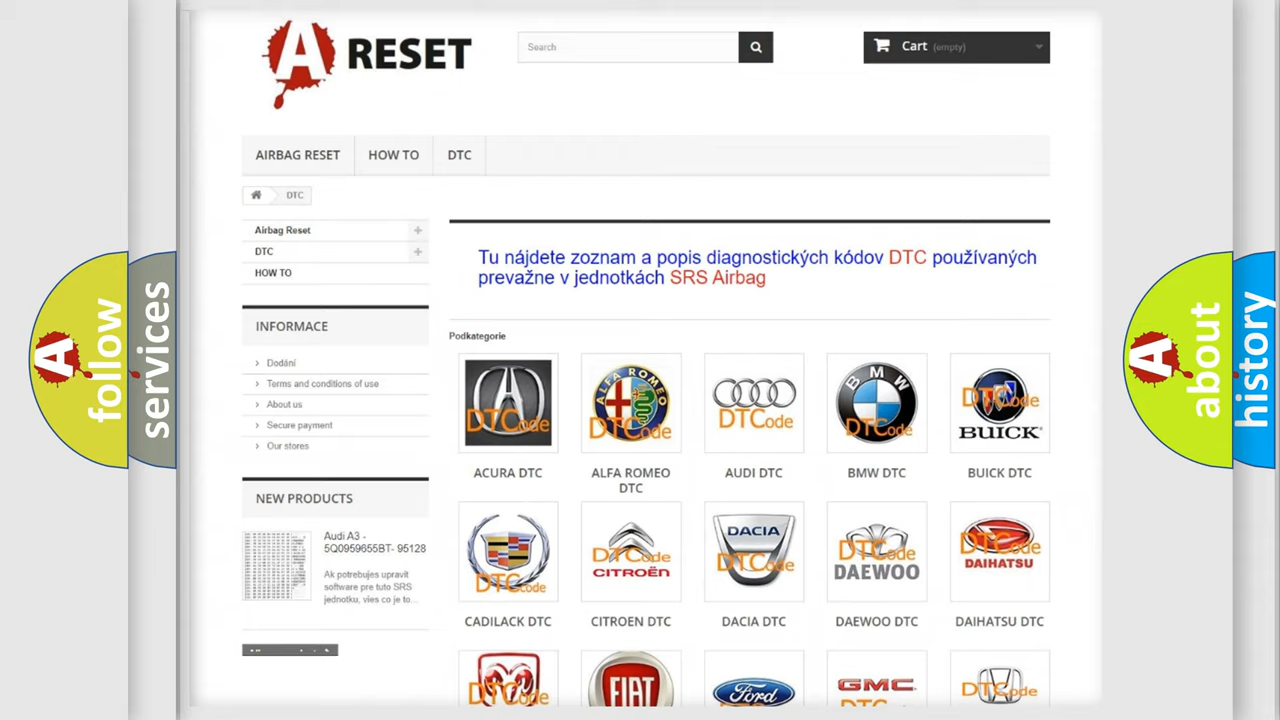 A RESET
Search
Cart (empty)
AIRBAG RESET
HOW TO
DTC
DTC
Airbag Reset
DTC
HOW TO
Tu nájdete zoznam a popis diagnostických kódov DTC používaných
prevažne v jednotkách SRS Airbag
INFORMACE
Dodání
Terms and conditions of use
About us
Secure payment
Our stores
Podkategorie
DTCode
ALFA ROMEO
DTCode
DTCode
BMW
DTCode
DTCode
BUICK
ACURA DTC
ALFA ROMEO
DTC
AUDI DTC
BMW DTC
BUICK DTC
NEW PRODUCTS
Audi A3 -
5Q0959655BT- 95128
Ak potrebujes upravit
software pre tuto SRS
jednotku, vies co je to...
DTCode
DTCode
CITROËN
DACIA
DTCode
DTCode
DAEWOO
DTCode
DAIHATSU
CADILACK DTC
CITROEN DTC
DACIA DTC
DAEWOO DTC
DAIHATSU DTC
DTCode
FIAT
Ford
GMC
DTCode
A follow
services
A about
history